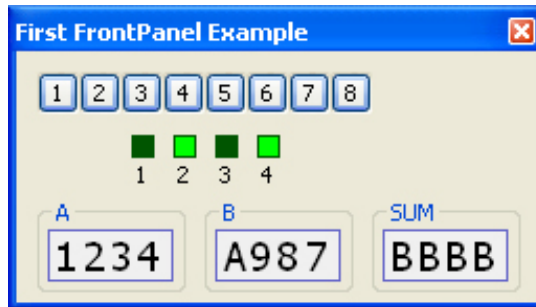 First FrontPanel Example
1 2 3 4 5 6 7 8
1 2 3 4
A B SUM
1234 A987 BBBB